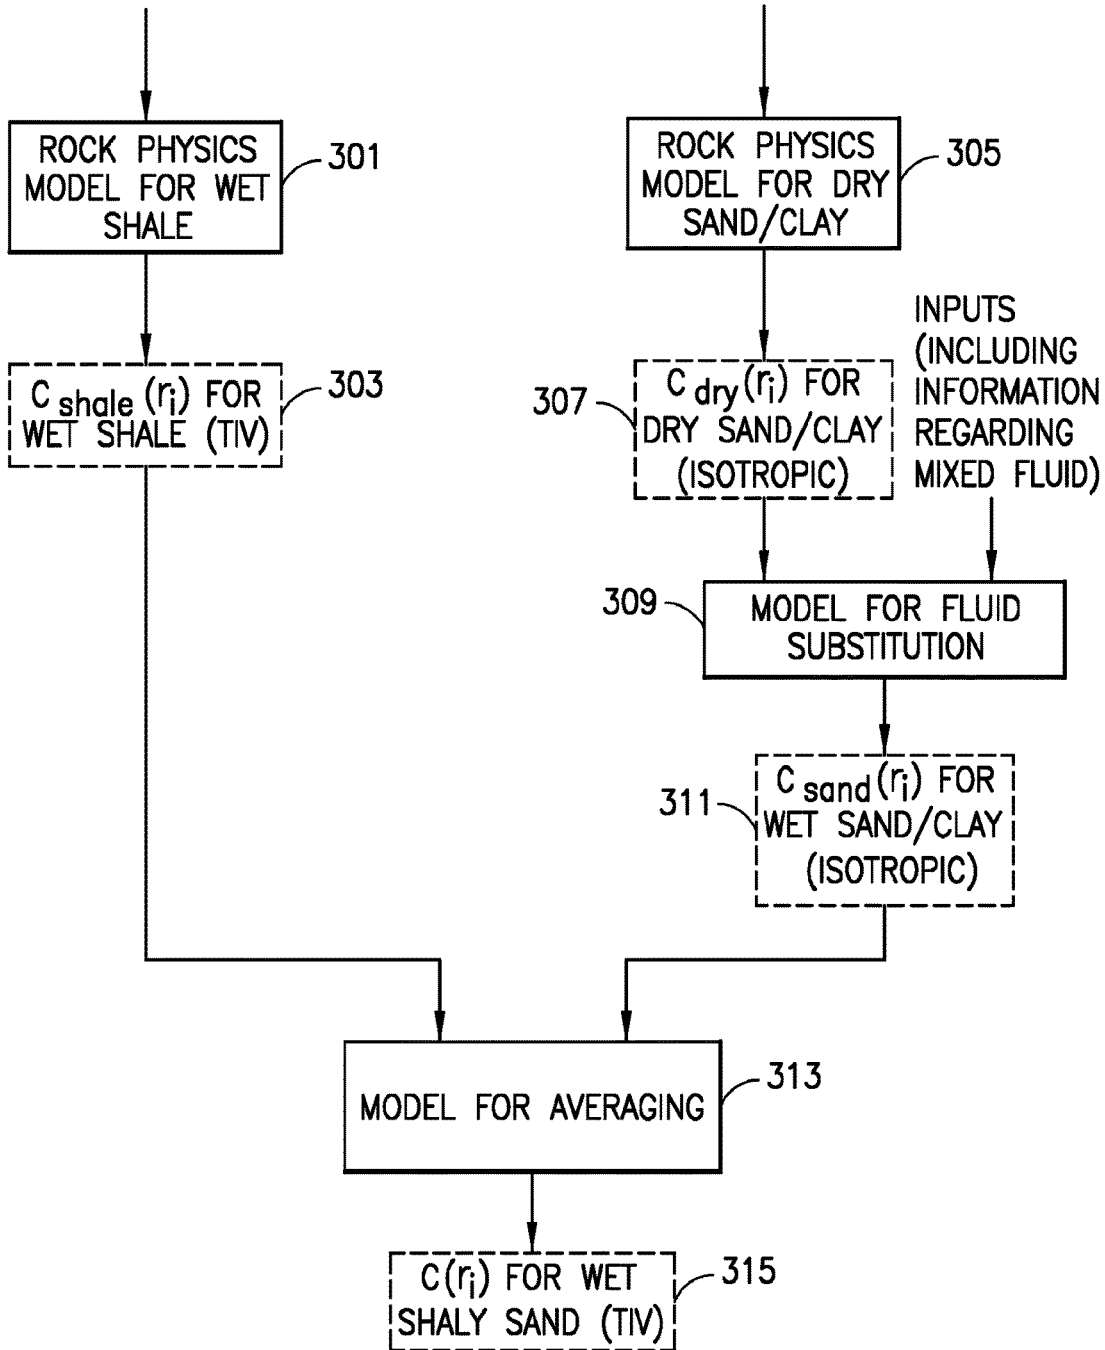 ROCK PHYSICS
MODEL FOR WET
SHALE
301
C shale (ri) FOR
WET SHALE (TIV)
303
ROCK PHYSICS
MODEL FOR DRY
SAND/CLAY
305
INPUTS
(INCLUDING
INFORMATION
REGARDING
MIXED FLUID)
307
C dry (ri) FOR
DRY SAND/CLAY
(ISOTROPIC)
309
MODEL FOR FLUID
SUBSTITUTION
311
C sand (ri) FOR
WET SAND/CLAY
(ISOTROPIC)
MODEL FOR AVERAGING
313
C(ri) FOR WET
SHALY SAND (TIV)
315